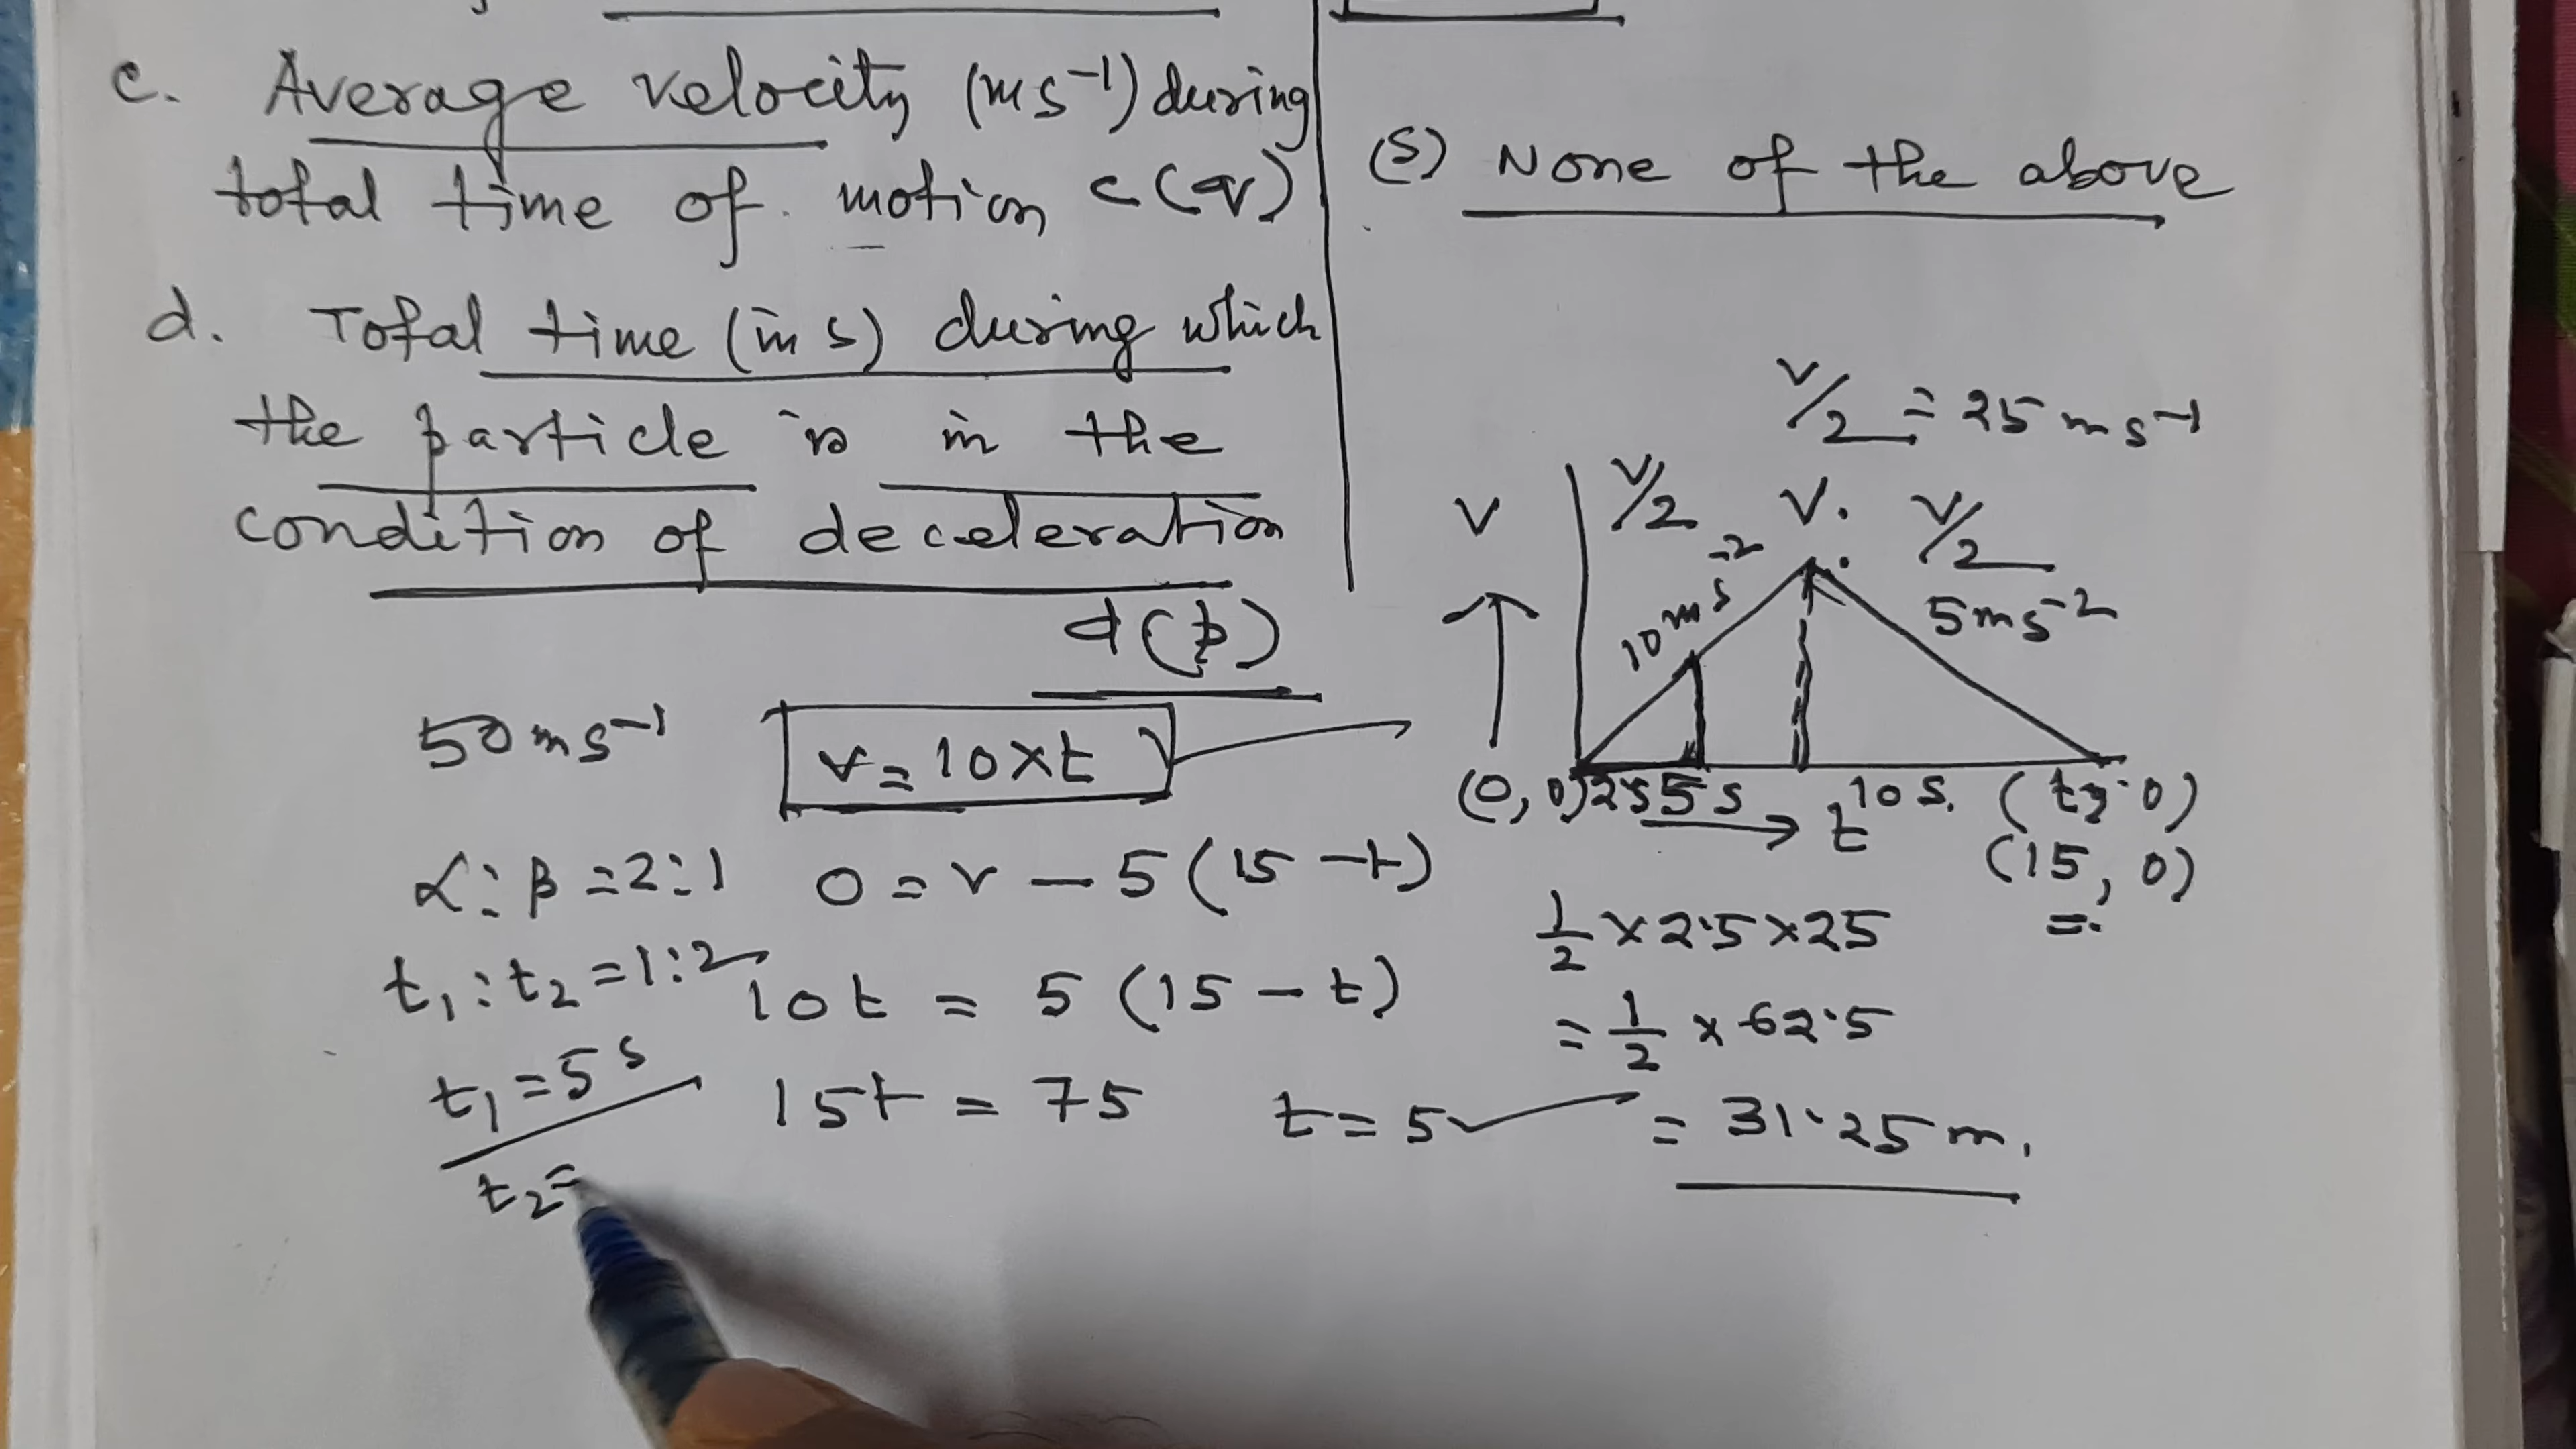 c. Average velocity (ms⁻¹) during
total time of motion c(qr)
d. Total time (in s) during which
the particle is in the
condition of deceleration
d(p)
(s) None of the above
V/2 = 25 ms⁻¹
V
V/2
V.
V/2
10 ms⁻²
5 ms⁻²
(0, 0)
5 s
t
10 s.
(t, 0)
(15, 0)
=
50 ms⁻¹
v = 10 × t
α : β = 2 : 1
0 = v − 5 (15 − t)
t₁ : t₂ = 1 : 2
10t = 5 (15 − t)
t₁ = 5 s
15t = 75
t = 5
t₂ =
1/2 × 2.5 × 25
= 1/2 × 62.5
= 31.25 m.